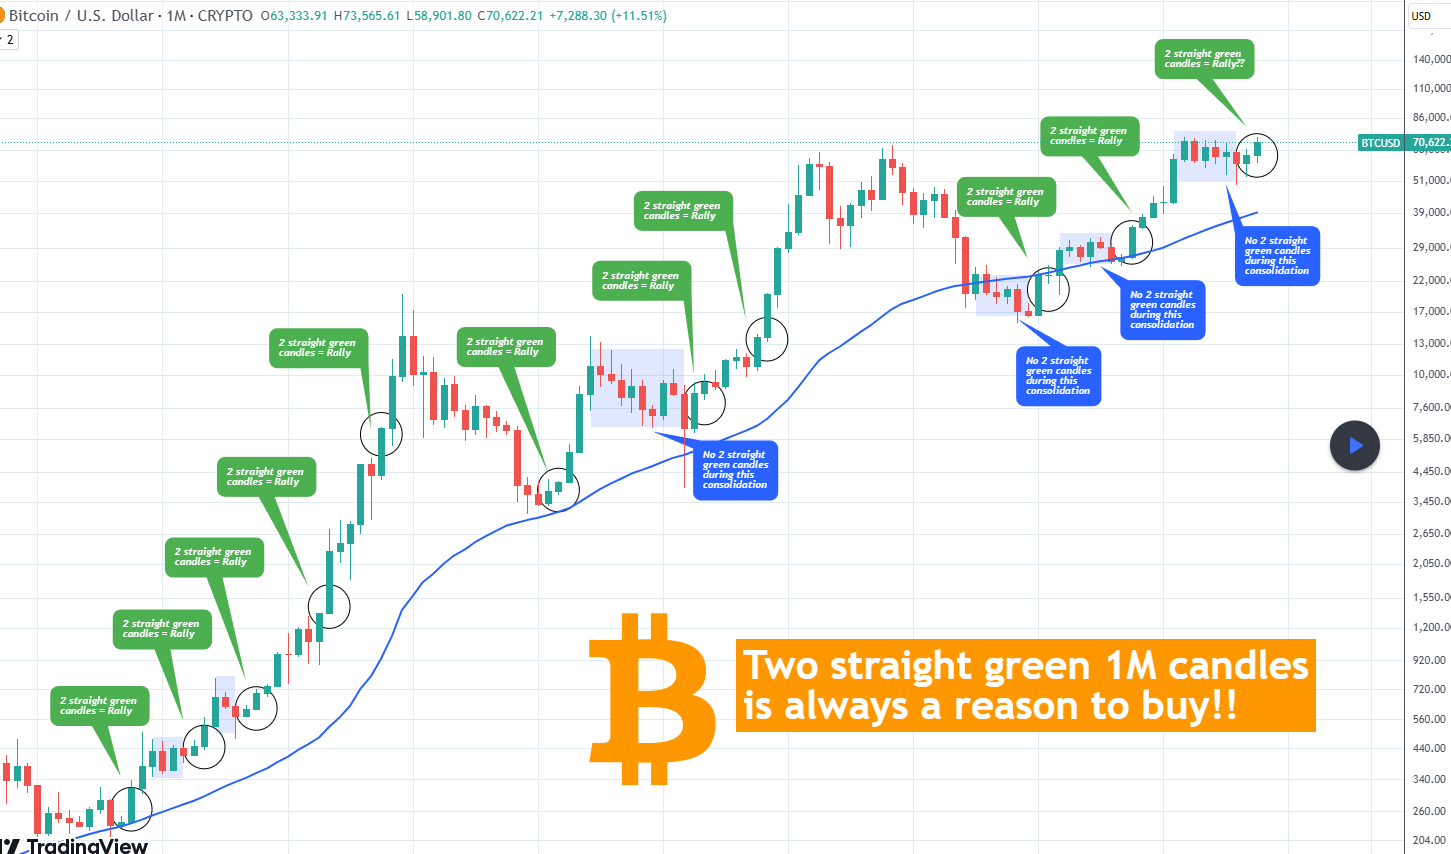 Bitcoin / U.S. Dollar · 1M · CRYPTO O63,333.91 H73,565.61 L58,901.80 C70,622.21 +7,288.30 (+11.51%)
USD
2
2 straight green
candles = Rally??
140,000
110,000
2 straight green
candles = Rally
86,000.
BTCUSD 70,622.
2 straight green
candles = Rally
51,000.
2 straight green
candles = Rally
39,000.
No 2 straight
green candles
during this
consolidation
29,000.
2 straight green
candles = Rally
22,000.
No 2 straight
green candles
during this
consolidation
17,000.
2 straight green
candles = Rally
2 straight green
candles = Rally
13,000.
No 2 straight
green candles
during this
consolidation
10,000.
7,600.0
5,850.0
No 2 straight
green candles
during this
consolidation
2 straight green
candles = Rally
4,450.0
3,450.0
2,650.0
2 straight green
candles = Rally
2,050.0
1,550.0
2 straight green
candles = Rally
1,200.0
920.00
Two straight green 1M candles
is always a reason to buy!!
2 straight green
candles = Rally
720.00
560.00
440.00
340.00
260.00
204.00
TradingView